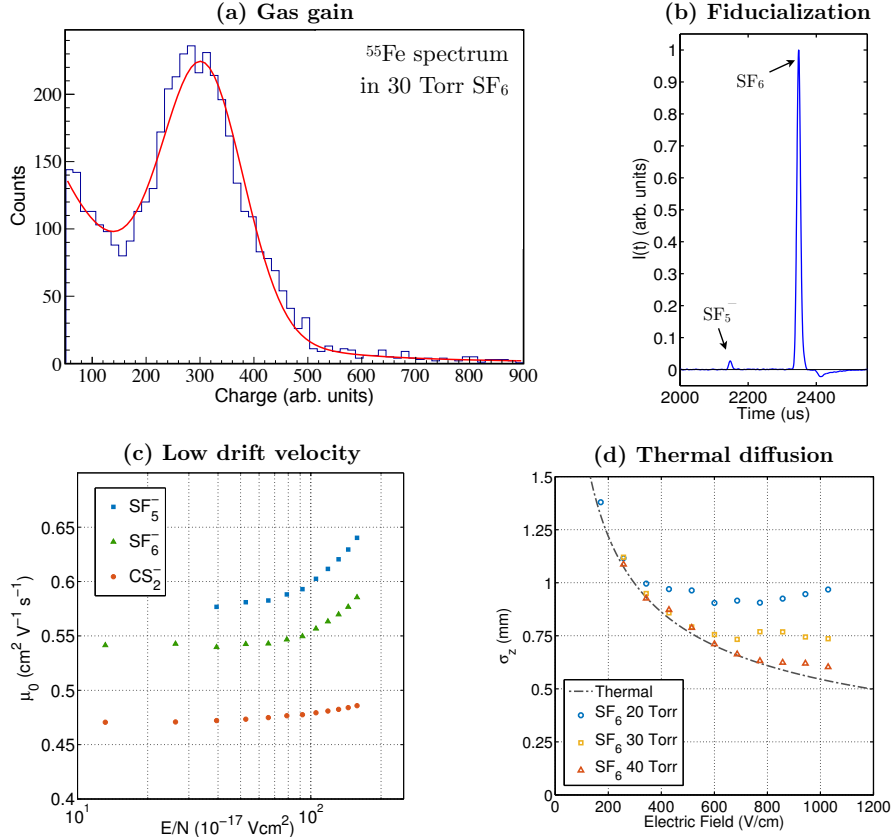 (a) Gas gain
⁵⁵Fe spectrum
in 30 Torr SF₆
Counts
200
150
100
50
0
100 200 300 400 500 600 700 800 900
Charge (arb. units)
(b) Fiducialization
SF₆
SF₅⁻
I(t) (arb. units)
1
0.9
0.8
0.7
0.6
0.5
0.4
0.3
0.2
0.1
0
2000 2200 2400
Time (us)
(c) Low drift velocity
SF₅⁻
SF₆⁻
CS₂⁻
μ₀ (cm² V⁻¹ s⁻¹)
0.65
0.6
0.55
0.5
0.45
0.4
10¹ 10²
E/N (10⁻¹⁷ Vcm²)
(d) Thermal diffusion
σz (mm)
1.5
1.25
1
0.75
0.5
0.25
0
Thermal
SF₆ 20 Torr
SF₆ 30 Torr
SF₆ 40 Torr
0 200 400 600 800 1000 1200
Electric Field (V/cm)